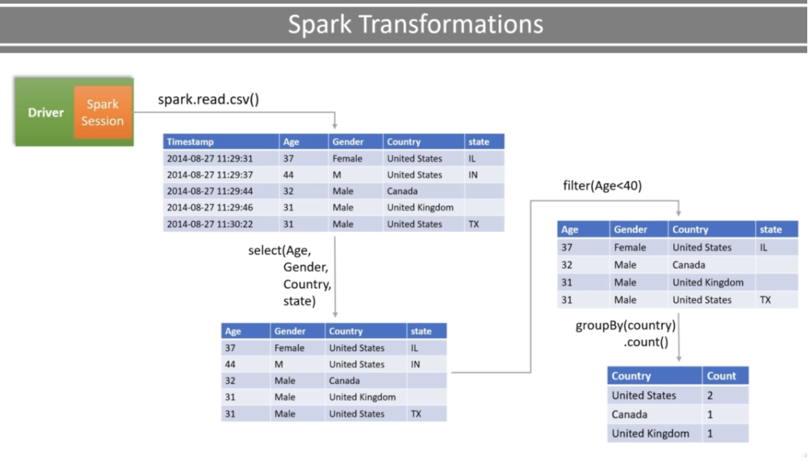 Spark Transformations
Driver
Spark
Session
spark.read.csv()
Timestamp Age Gender Country state
2014-08-27 11:29:31 37 Female United States IL
2014-08-27 11:29:37 44 M United States IN
2014-08-27 11:29:44 32 Male Canada
2014-08-27 11:29:46 31 Male United Kingdom
2014-08-27 11:30:22 31 Male United States TX
select(Age,
Gender,
Country,
state)
Age Gender Country state
37 Female United States IL
44 M United States IN
32 Male Canada
31 Male United Kingdom
31 Male United States TX
filter(Age<40)
Age Gender Country state
37 Female United States IL
32 Male Canada
31 Male United Kingdom
31 Male United States TX
groupBy(country)
.count()
Country Count
United States 2
Canada 1
United Kingdom 1